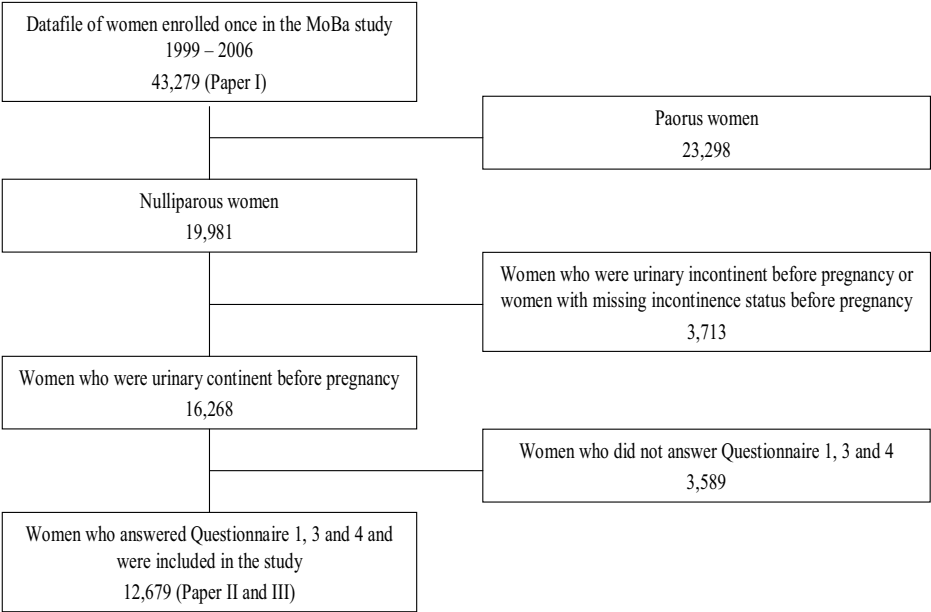 Datafile of women enrolled once in the MoBa study
1999 – 2006
43,279 (Paper I)
Paorus women
23,298
Nulliparous women
19,981
Women who were urinary incontinent before pregnancy or
women with missing incontinence status before pregnancy
3,713
Women who were urinary continent before pregnancy
16,268
Women who did not answer Questionnaire 1, 3 and 4
3,589
Women who answered Questionnaire 1, 3 and 4 and
were included in the study
12,679 (Paper II and III)